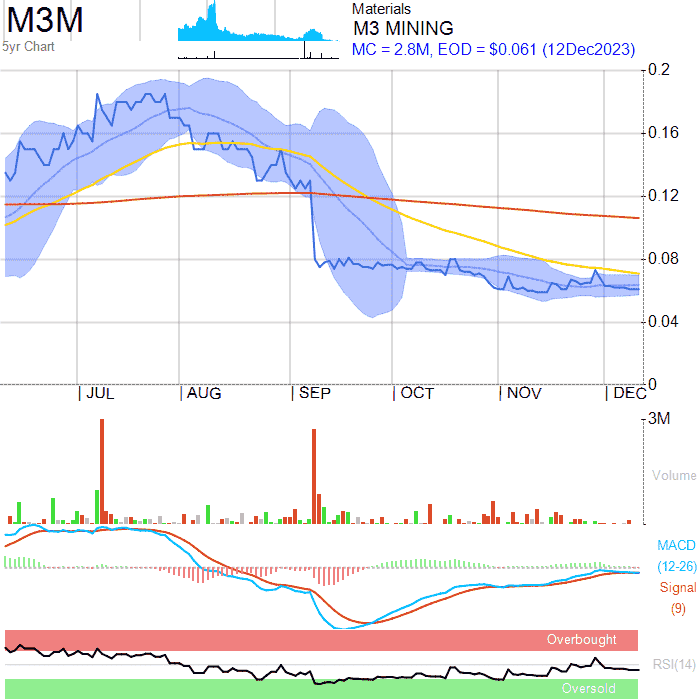 M3M
5yr Chart
Materials
M3 MINING
MC = 2.8M, EOD = $0.061 (12Dec2023)
0.2
0.16
0.12
0.08
0.04
0
JUL AUG SEP OCT NOV DEC
3M
Volume
MACD
(12-26)
Signal
(9)
Overbought
RSI(14)
Oversold